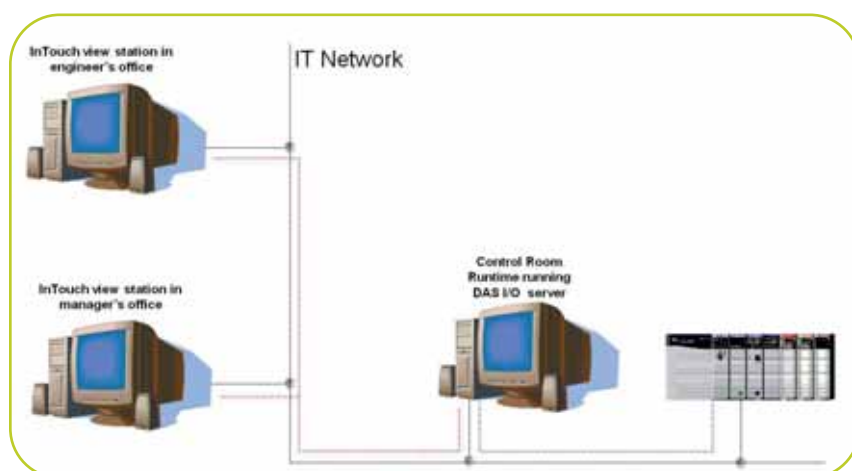 InTouch view station in
engineer's office
IT Network
InTouch view station in
manager's office
Control Room
Runtime running
DAS I/O server